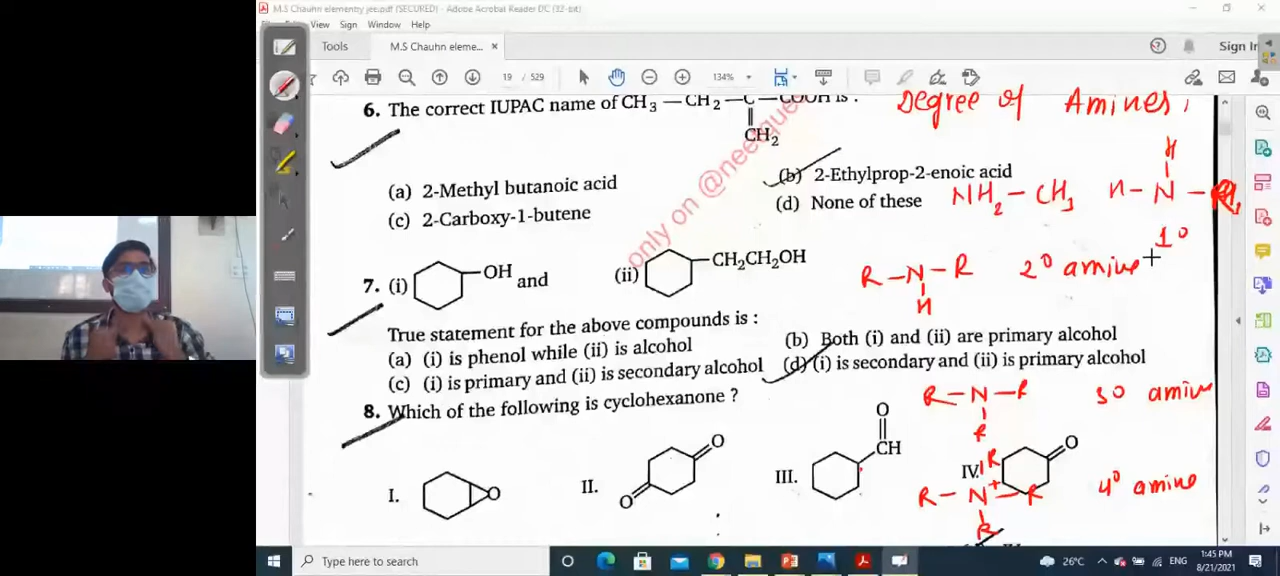 M.S Chauhn elementry jee.pdf (SECURED) - Adobe Acrobat Reader DC (32-bit)
View Sign Window Help
Tools M.S Chauhn eleme... × Sign In
19 / 529 134%
6. The correct IUPAC name of CH3 — CH2 — C — COOH is :
CH2
Degree of Amines,
(a) 2-Methyl butanoic acid (b) 2-Ethylprop-2-enoic acid
(c) 2-Carboxy-1-butene (d) None of these
NH2 — CH3
H
H — N —
1°
only on @neetque
7. (i) OH and (ii) CH2CH2OH
R — N — R 2° amine
H
True statement for the above compounds is :
(a) (i) is phenol while (ii) is alcohol (b) Both (i) and (ii) are primary alcohol
(c) (i) is primary and (ii) is secondary alcohol (d) (i) is secondary and (ii) is primary alcohol
R — N — R 3° amine
R
8. Which of the following is cyclohexanone ?
I. O II. O O III. O CH IV. O
R
R — N+ — R 4° amine
R
Type here to search 26°C ENG 1:45 PM 8/21/2021